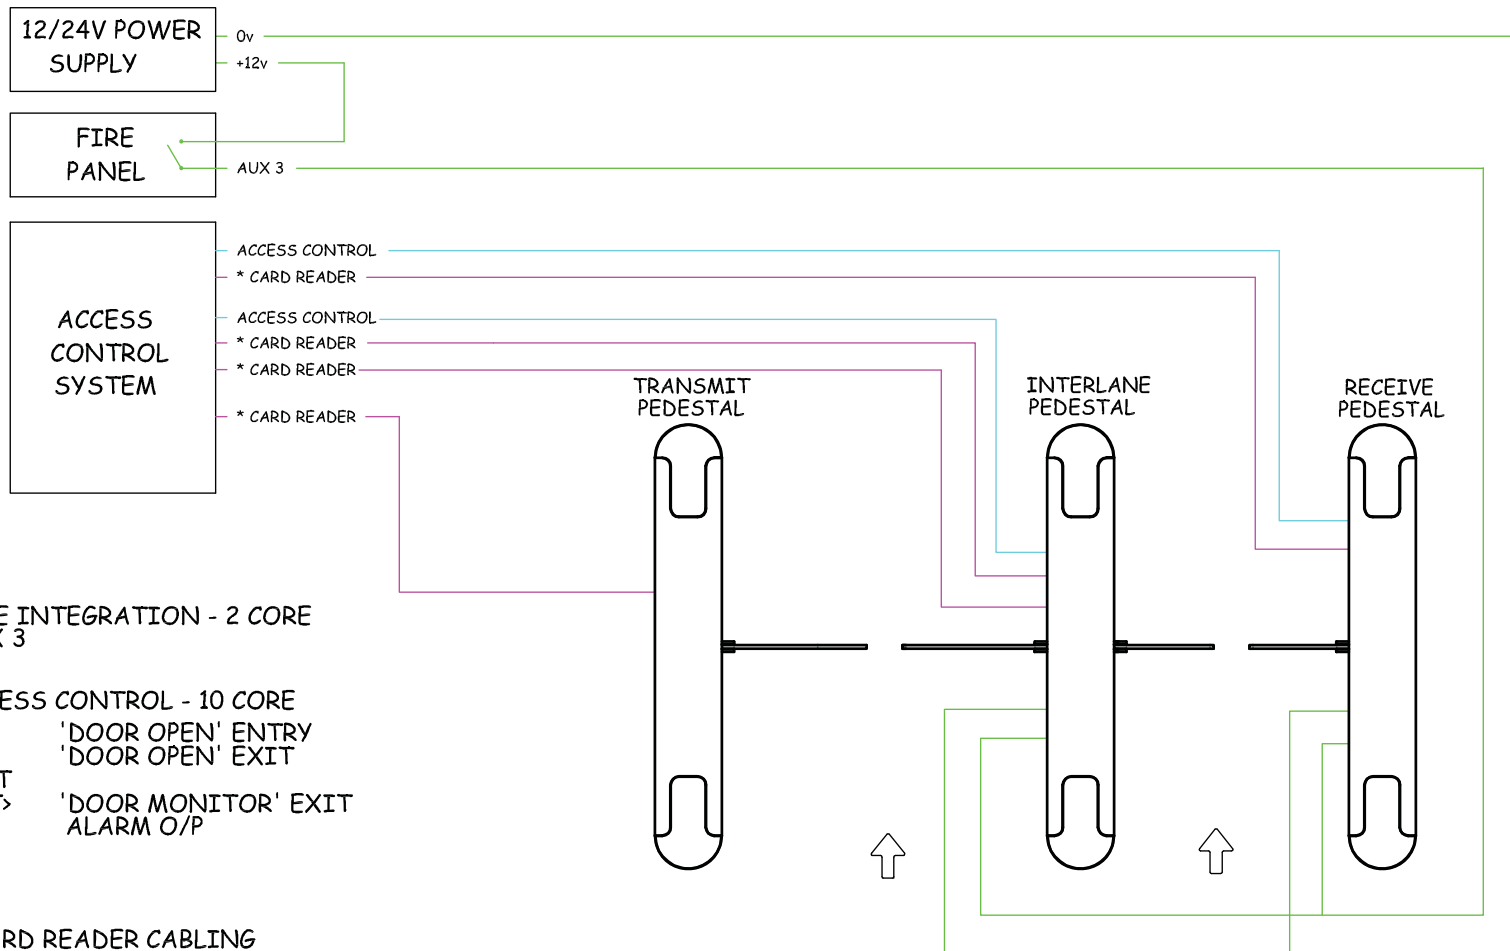 12/24V POWER
SUPPLY
0v
+12v
FIRE
PANEL
AUX 3
ACCESS
CONTROL
SYSTEM
ACCESS CONTROL
* CARD READER
ACCESS CONTROL
* CARD READER
* CARD READER
* CARD READER
TRANSMIT
PEDESTAL
INTERLANE
PEDESTAL
RECEIVE
PEDESTAL
E INTEGRATION - 2 CORE
X 3
ESS CONTROL - 10 CORE
'DOOR OPEN' ENTRY
'DOOR OPEN' EXIT
T
> 'DOOR MONITOR' EXIT
ALARM O/P
RD READER CABLING